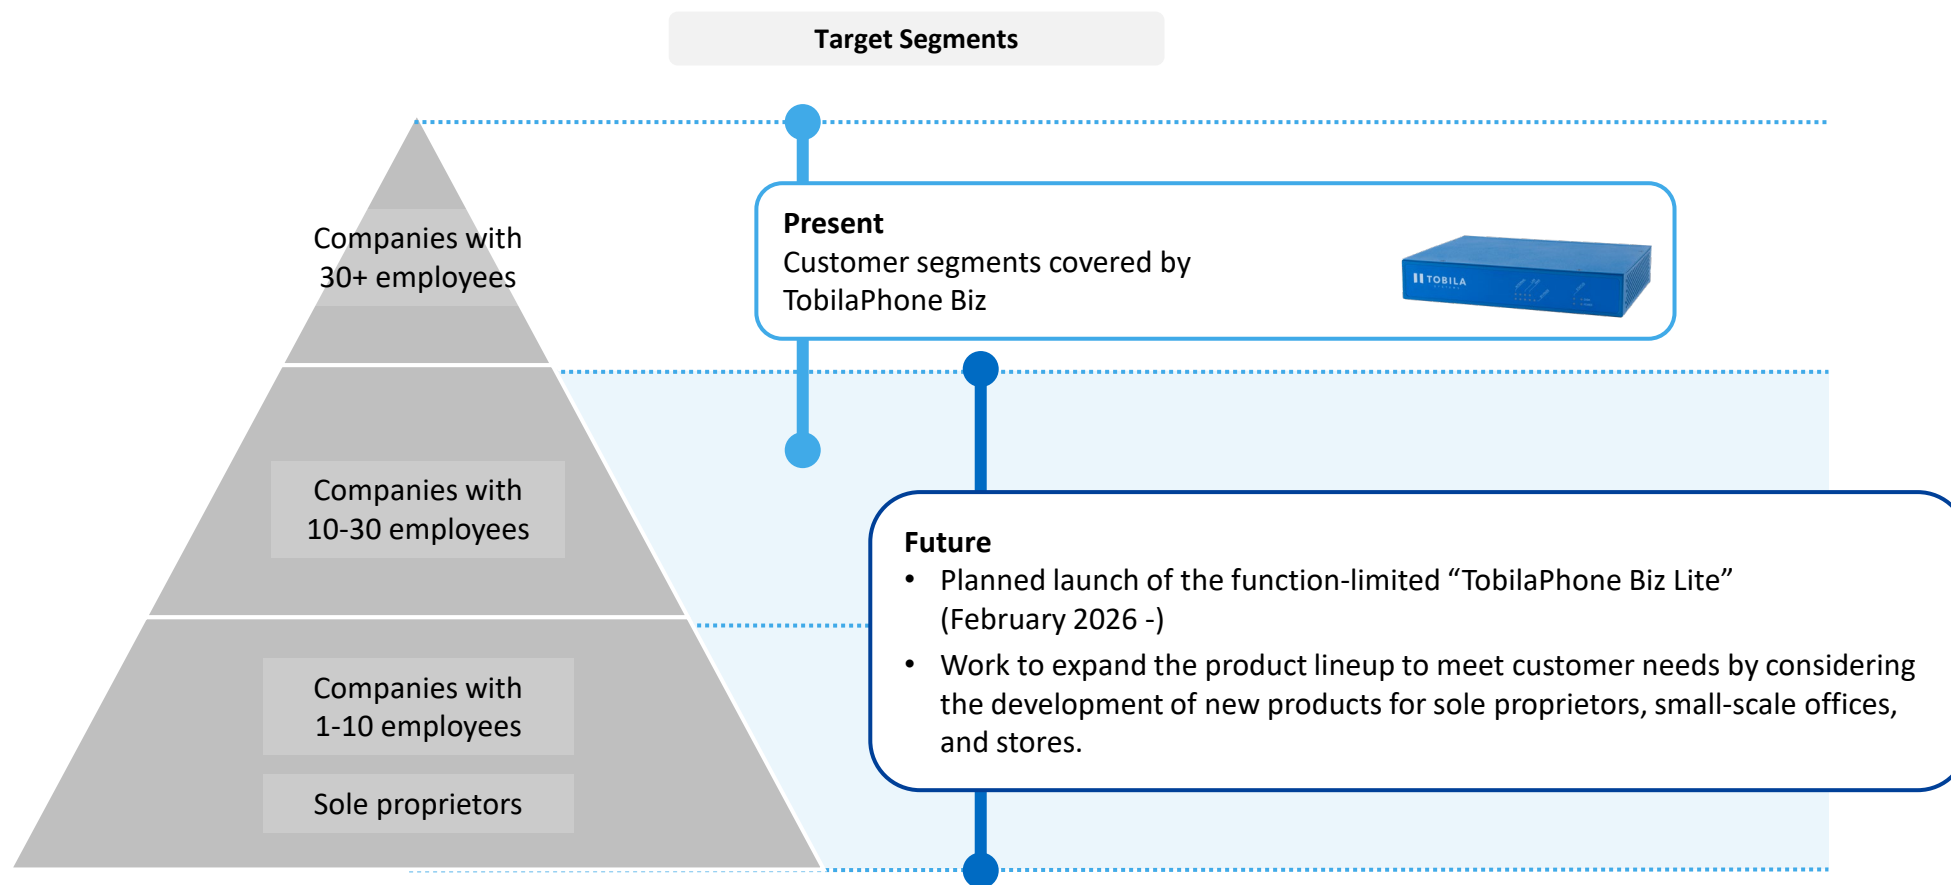 Target Segments
Companies with
30+ employees
Present
Customer segments covered by
TobilaPhone Biz
TOBILA
Companies with
10-30 employees
Future
• Planned launch of the function-limited “TobilaPhone Biz Lite”
(February 2026 -)
• Work to expand the product lineup to meet customer needs by considering
the development of new products for sole proprietors, small-scale offices,
and stores.
Companies with
1-10 employees
Sole proprietors